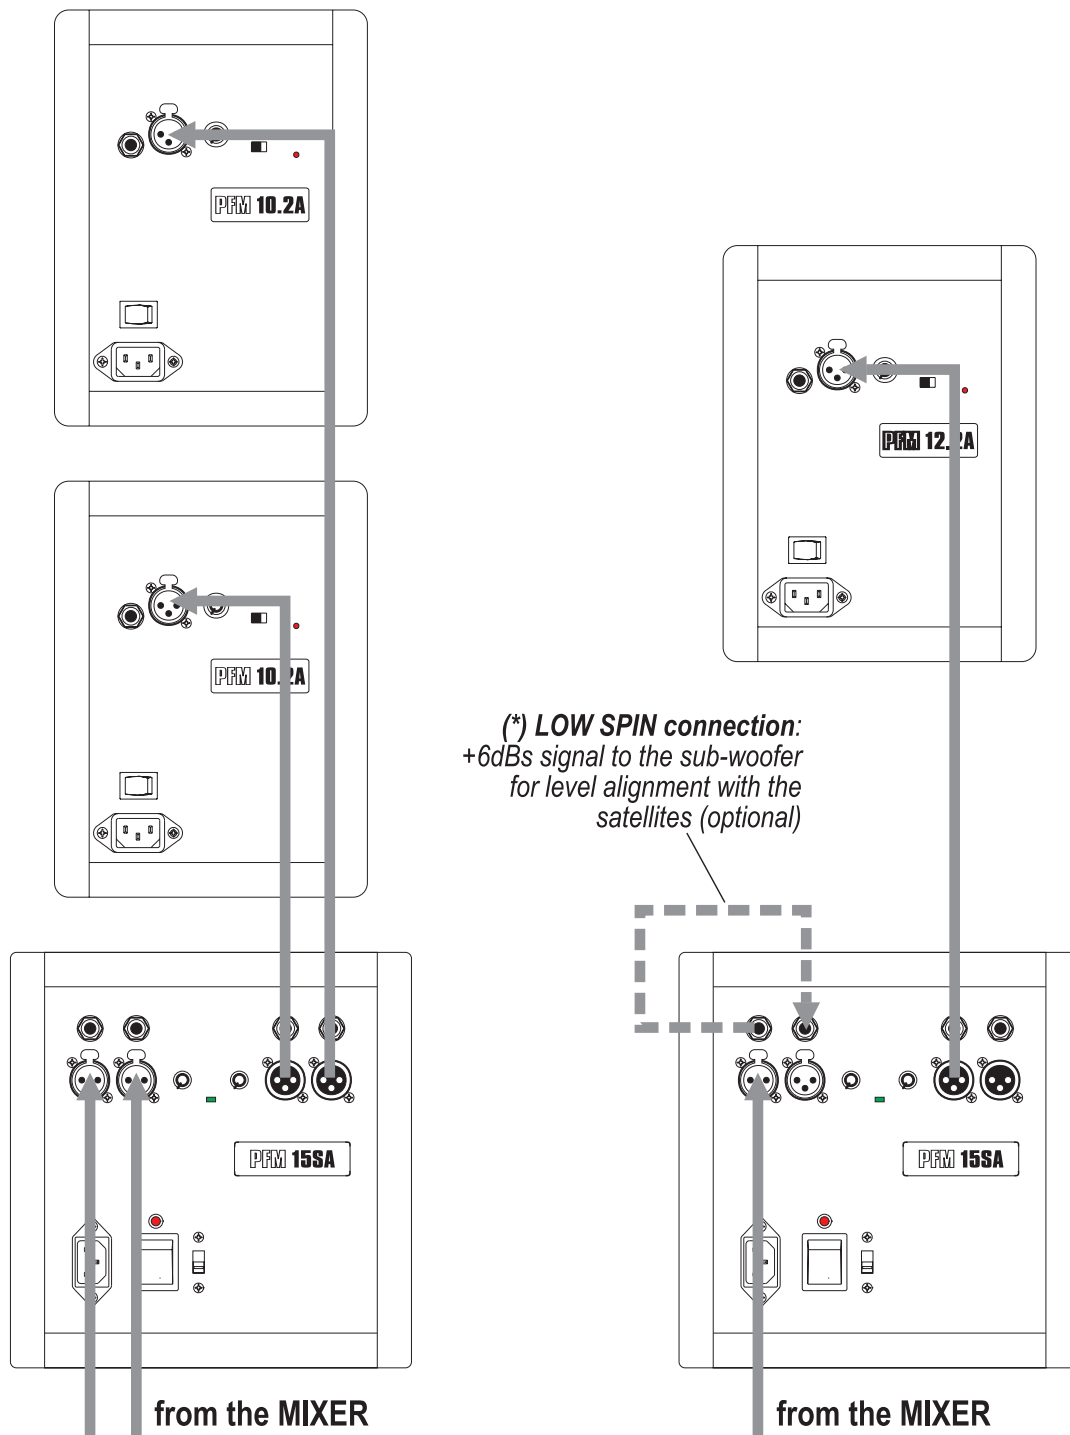 PFM 10.2A
PFM 12.2A
PFM 10.2A
(*) LOW SPIN connection:
+6dBs signal to the sub-woofer
for level alignment with the
satellites (optional)
PFM 15SA
PFM 15SA
from the MIXER
from the MIXER